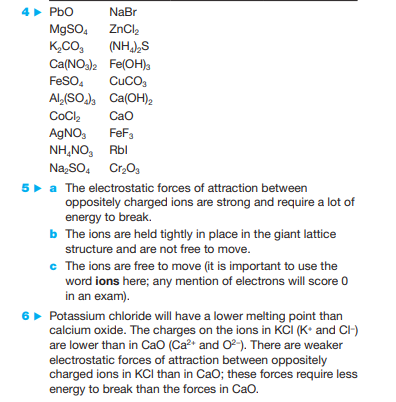 4 ▶ PbO NaBr
MgSO₄ ZnCl₂
K₂CO₃ (NH₄)₂S
Ca(NO₃)₂ Fe(OH)₃
FeSO₄ CuCO₃
Al₂(SO₄)₃ Ca(OH)₂
CoCl₂ CaO
AgNO₃ FeF₃
NH₄NO₃ RbI
Na₂SO₄ Cr₂O₃
5 ▶ a The electrostatic forces of attraction between
oppositely charged ions are strong and require a lot of
energy to break.
b The ions are held tightly in place in the giant lattice
structure and are not free to move.
c The ions are free to move (it is important to use the
word ions here; any mention of electrons will score 0
in an exam).
6 ▶ Potassium chloride will have a lower melting point than
calcium oxide. The charges on the ions in KCl (K⁺ and Cl⁻)
are lower than in CaO (Ca²⁺ and O²⁻). There are weaker
electrostatic forces of attraction between oppositely
charged ions in KCl than in CaO; these forces require less
energy to break than the forces in CaO.